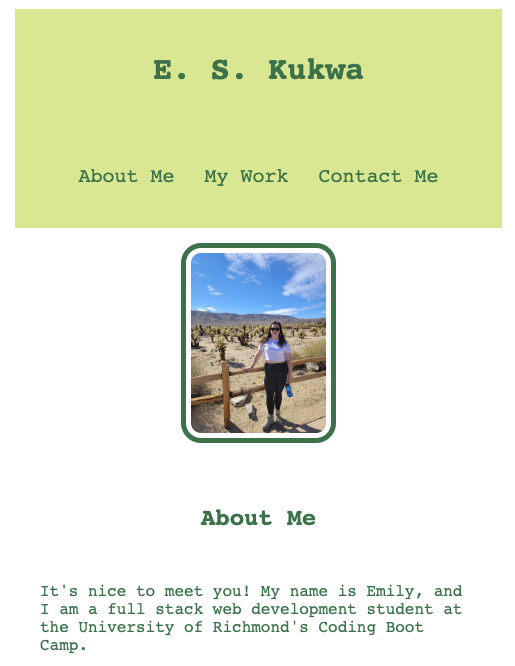 E. S. Kukwa
About Me My Work Contact Me
About Me
It's nice to meet you! My name is Emily, and
I am a full stack web development student at
the University of Richmond's Coding Boot
Camp.